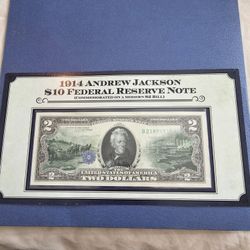 1914 ANDREW JACKSON
$10 FEDERAL RESERVE NOTE
(COMMEMORATED ON A MODERN $2 BILL)
2
2
2
2
UNITED STATES OF AMERICA
TWO DOLLARS